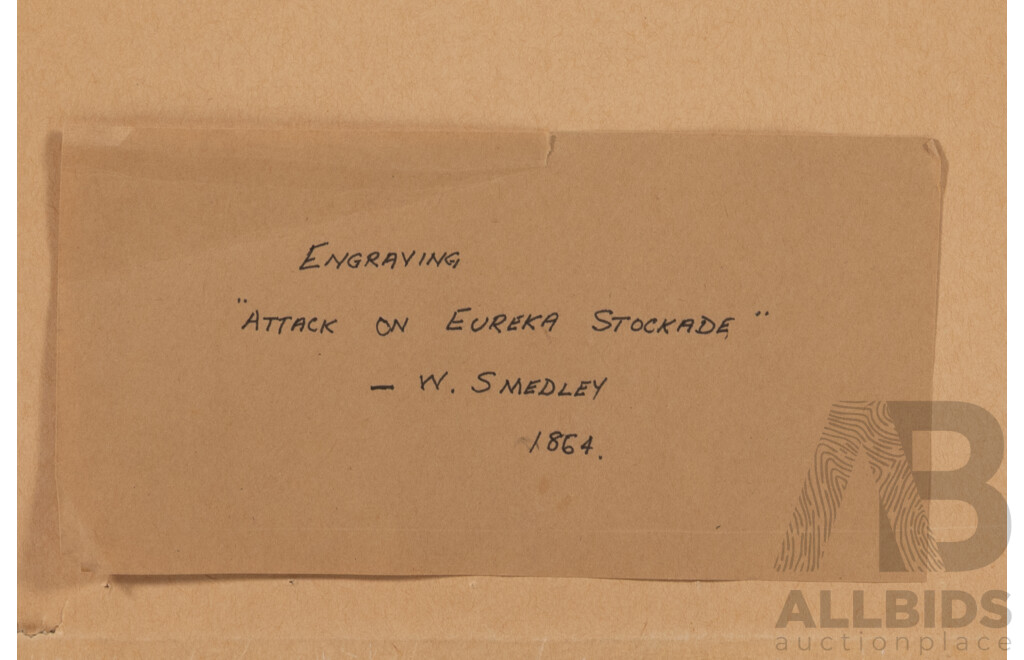 ENGRAVING
"ATTACK ON EUREKA STOCKADE"
— W. SMEDLEY
1864.
ALLBIDS
auctionplace